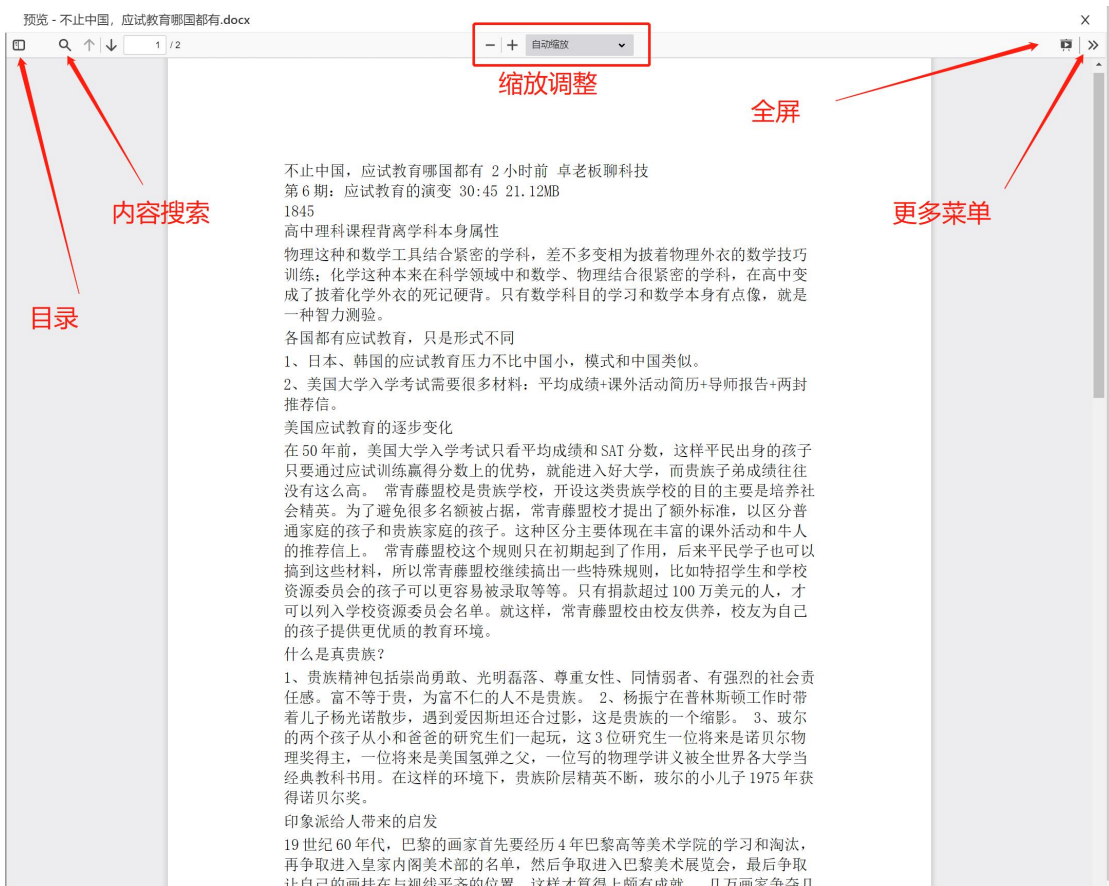 预览 - 不止中国，应试教育哪国都有.docx
1 / 2
自动缩放
缩放调整
全屏
内容搜索
更多菜单
目录
不止中国，应试教育哪国都有 2 小时前 卓老板聊科技
第 6 期：应试教育的演变 30:45 21.12MB
1845
高中理科课程背离学科本身属性
物理这种和数学工具结合紧密的学科，差不多变相为披着物理外衣的数学技巧
训练；化学这种本来在科学领域中和数学、物理结合很紧密的学科，在高中变
成了披着化学外衣的死记硬背。只有数学科目的学习和数学本身有点像，就是
一种智力测验。
各国都有应试教育，只是形式不同
1、日本、韩国的应试教育压力不比中国小，模式和中国类似。
2、美国大学入学考试需要很多材料：平均成绩+课外活动简历+导师报告+两封
推荐信。
美国应试教育的逐步变化
在 50 年前，美国大学入学考试只看平均成绩和 SAT 分数，这样平民出身的孩子
只要通过应试训练赢得分数上的优势，就能进入好大学，而贵族子弟成绩往往
没有这么高。 常青藤盟校是贵族学校，开设这类贵族学校的目的主要是培养社
会精英。为了避免很多名额被占据，常青藤盟校才提出了额外标准，以区分普
通家庭的孩子和贵族家庭的孩子。这种区分主要体现在丰富的课外活动和牛人
的推荐信上。 常青藤盟校这个规则只在初期起到了作用，后来平民学子也可以
搞到这些材料，所以常青藤盟校继续搞出一些特殊规则，比如特招学生和学校
资源委员会的孩子可以更容易被录取等等。只有捐款超过 100 万美元的人，才
可以列入学校资源委员会名单。就这样，常青藤盟校由校友供养，校友为自己
的孩子提供更优质的教育环境。
什么是真贵族？
1、贵族精神包括崇尚勇敢、光明磊落、尊重女性、同情弱者、有强烈的社会责
任感。富不等于贵，为富不仁的人不是贵族。 2、杨振宁在普林斯顿工作时带
着儿子杨光诺散步，遇到爱因斯坦还合过影，这是贵族的一个缩影。 3、玻尔
的两个孩子从小和爸爸的研究生们一起玩，这 3 位研究生一位将来是诺贝尔物
理奖得主，一位将来是美国氢弹之父，一位写的物理学讲义被全世界各大学当
经典教科书用。在这样的环境下，贵族阶层精英不断，玻尔的小儿子 1975 年获
得诺贝尔奖。
印象派给人带来的启发
19 世纪 60 年代，巴黎的画家首先要经历 4 年巴黎高等美术学院的学习和淘汰，
再争取进入皇家内阁美术部的名单，然后争取进入巴黎美术展览会，最后争取
让自己的画挂在与视线平齐的位置，这样才算得上颇有成就。 几万画家争夺几